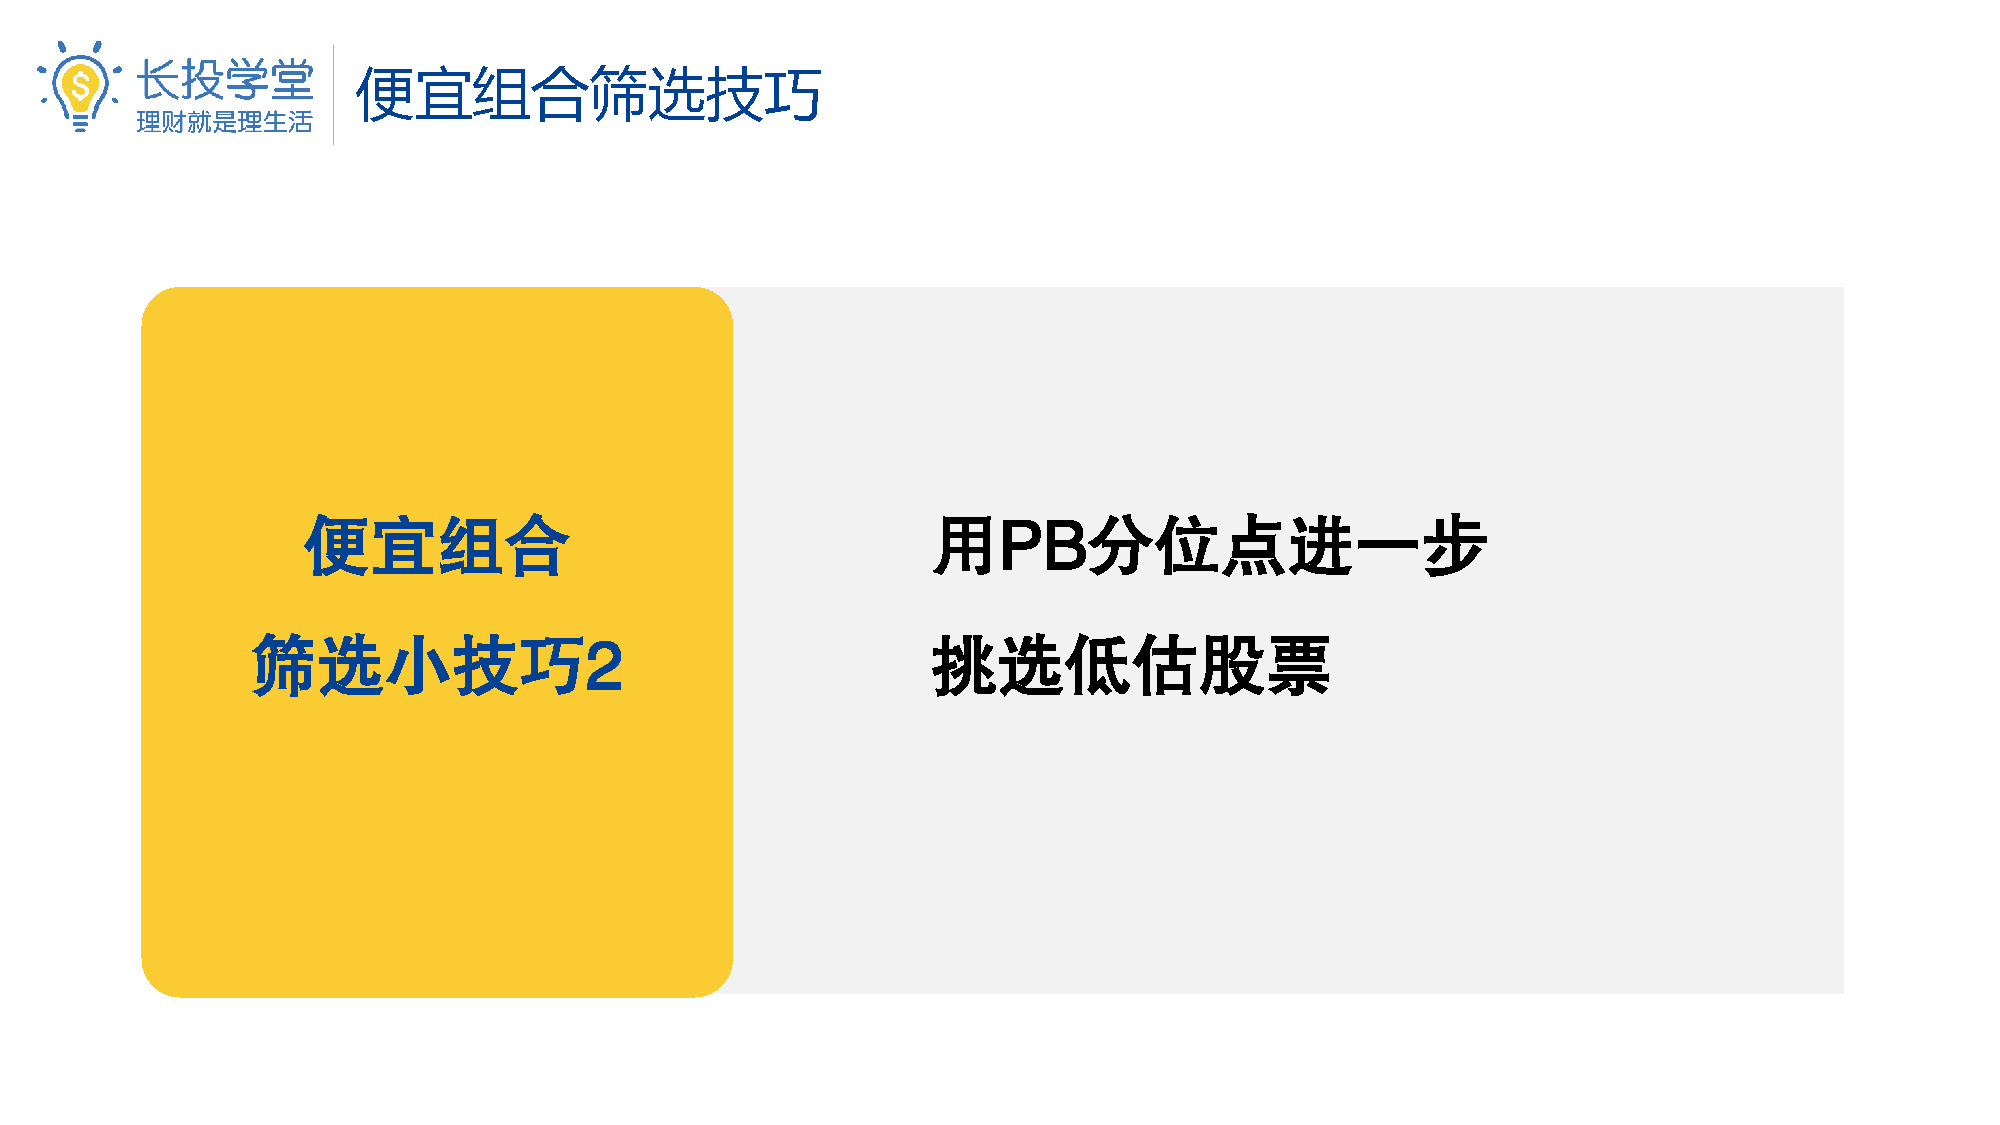 长投学堂
理财就是理生活
便宜组合筛选技巧
便宜组合
筛选小技巧2
用PB分位点进一步
挑选低估股票